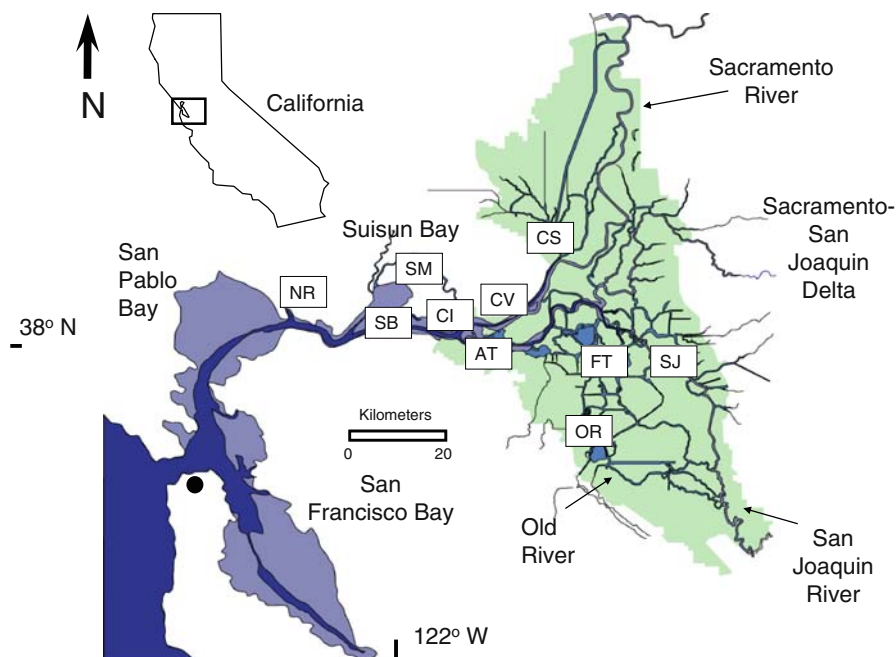 N
California
Sacramento
River
Sacramento-
San
Joaquin
Delta
Suisun Bay
San
Pablo
Bay
CS
SM
NR
CV
CI
SB
38° N
AT
FT
SJ
Kilometers
0 20
OR
San
Francisco Bay
Old
River
San
Joaquin
River
122° W